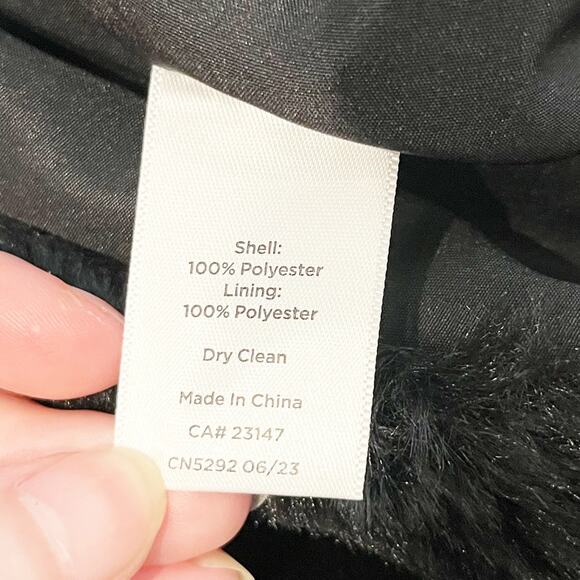 Shell:
100% Polyester
Lining:
100% Polyester
Dry Clean
Made In China
CA# 23147
CN5292 06/23